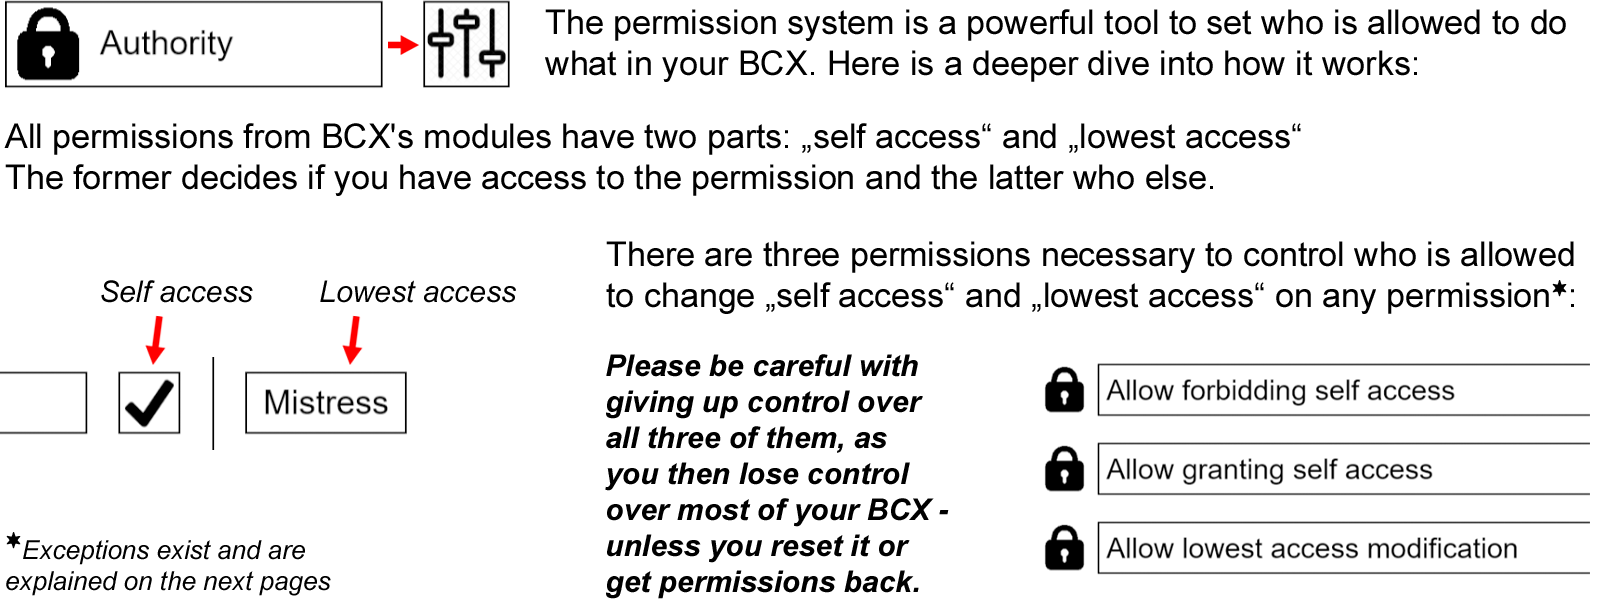 Authority
The permission system is a powerful tool to set who is allowed to do
what in your BCX. Here is a deeper dive into how it works:
All permissions from BCX's modules have two parts: „self access“ and „lowest access“
The former decides if you have access to the permission and the latter who else.
Self access
Lowest access
Mistress
✶Exceptions exist and are
explained on the next pages
There are three permissions necessary to control who is allowed
to change „self access“ and „lowest access“ on any permission✶:
Please be careful with
giving up control over
all three of them, as
you then lose control
over most of your BCX -
unless you reset it or
get permissions back.
Allow forbidding self access
Allow granting self access
Allow lowest access modification